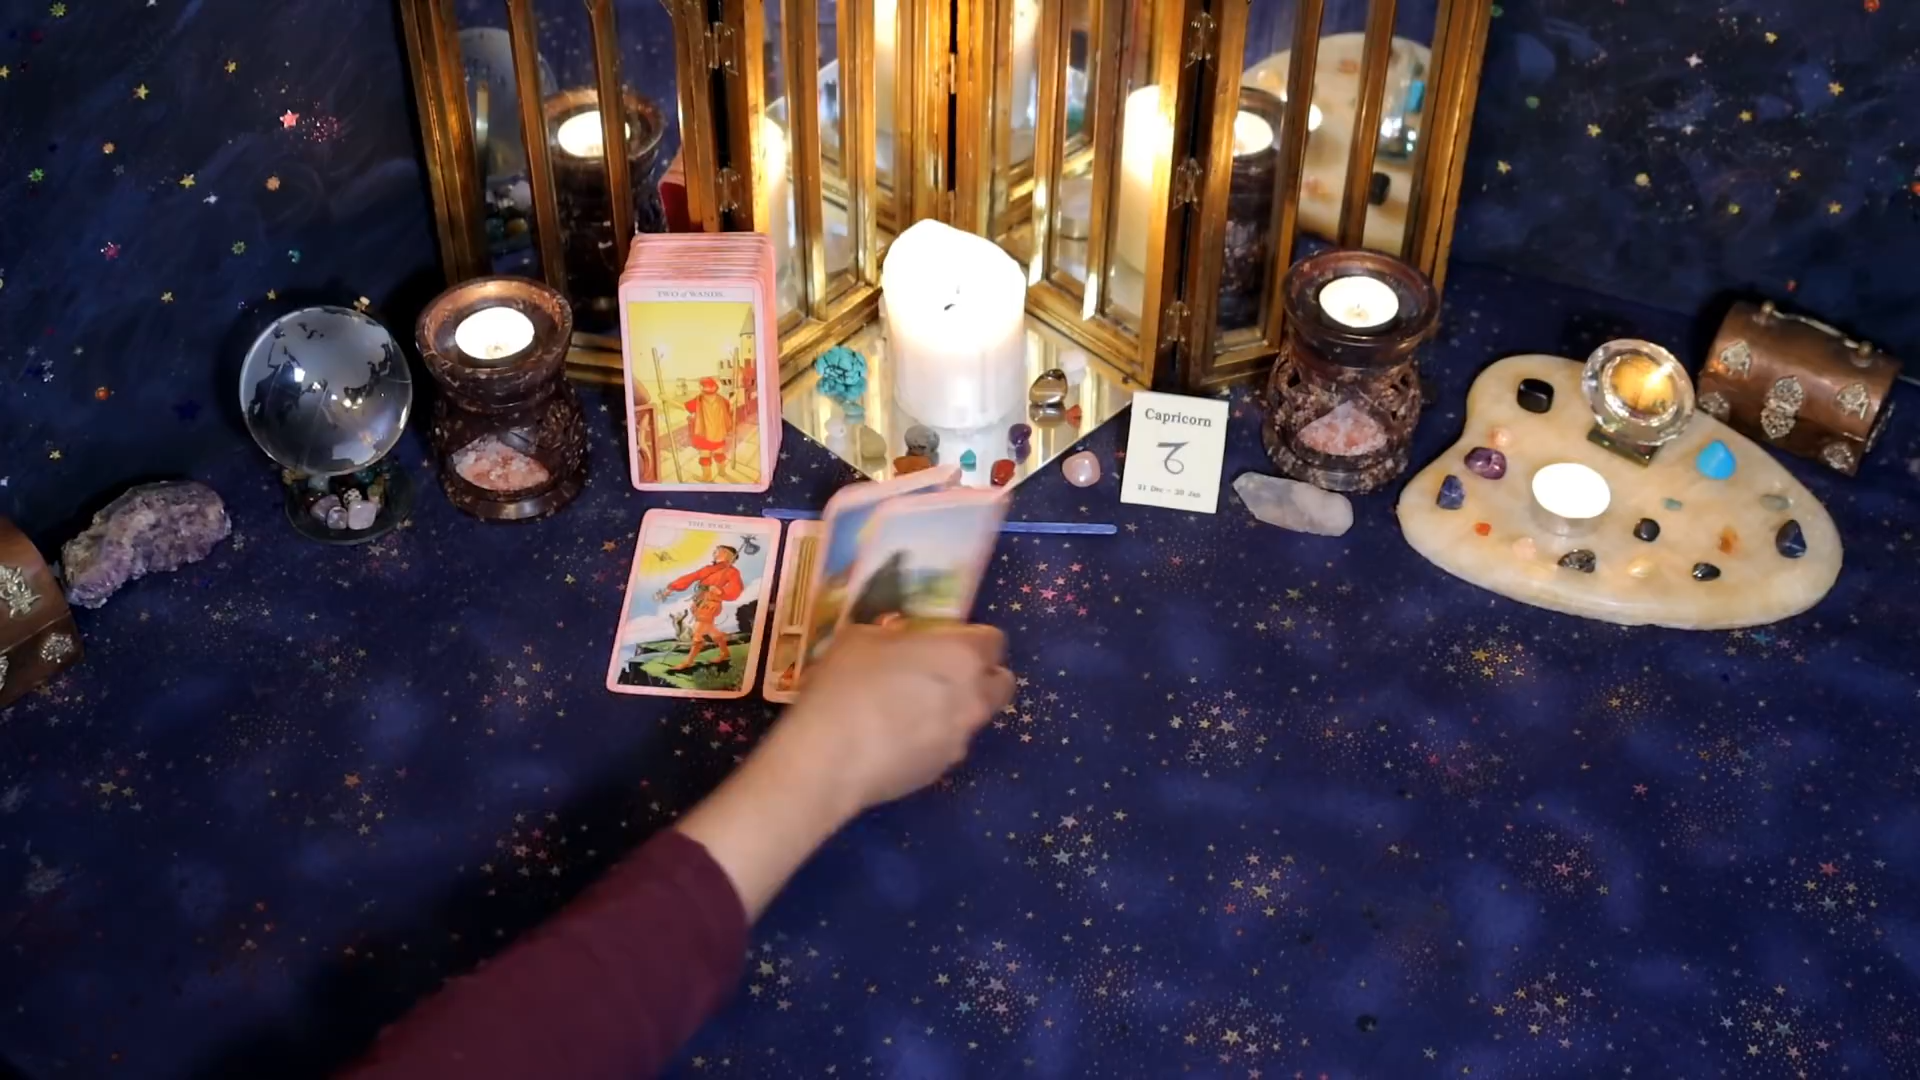 TWO of WANDS.
Capricorn
21 Dec – 20 Jan
THE FOOL.